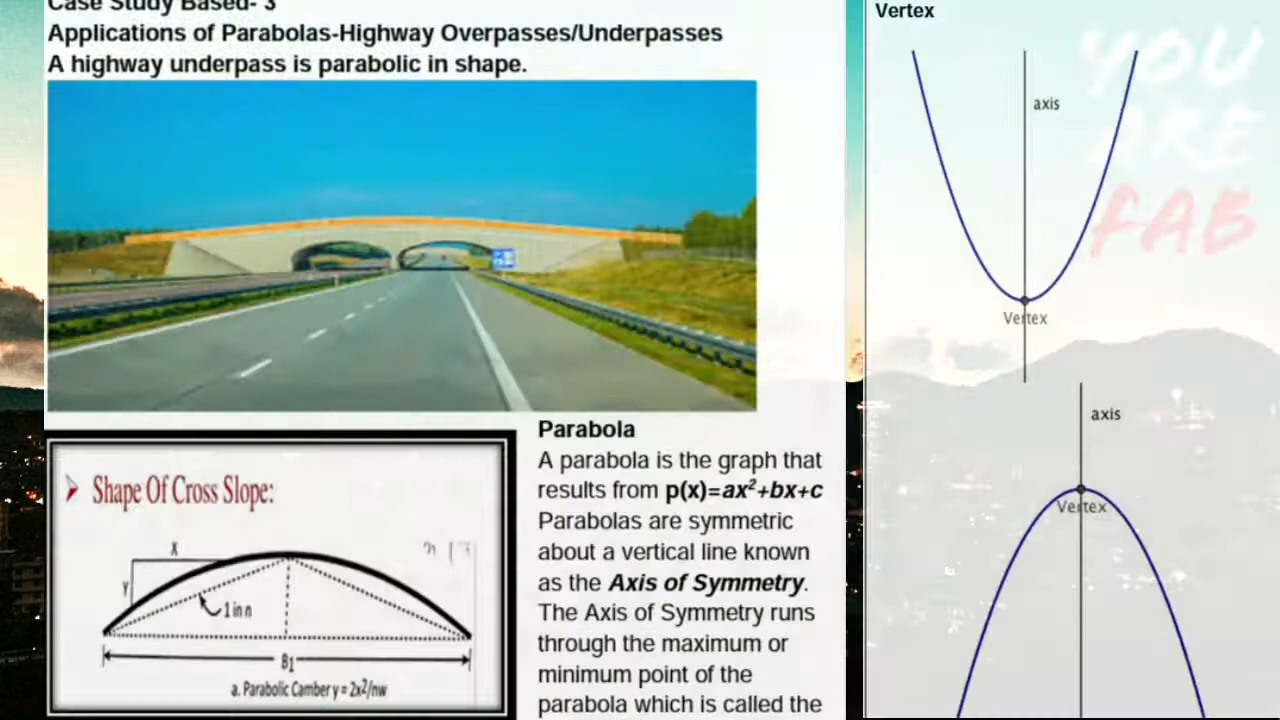 Case Study Based- 3
Applications of Parabolas-Highway Overpasses/Underpasses
A highway underpass is parabolic in shape.
Shape Of Cross Slope:
X
Y
1 in n
B1
a. Parabolic Camber y = 2x²/nw
Parabola
A parabola is the graph that
results from p(x)=ax²+bx+c
Parabolas are symmetric
about a vertical line known
as the Axis of Symmetry.
The Axis of Symmetry runs
through the maximum or
minimum point of the
parabola which is called the
Vertex
axis
Vertex
axis
Vertex
YOU
ARE
FAB